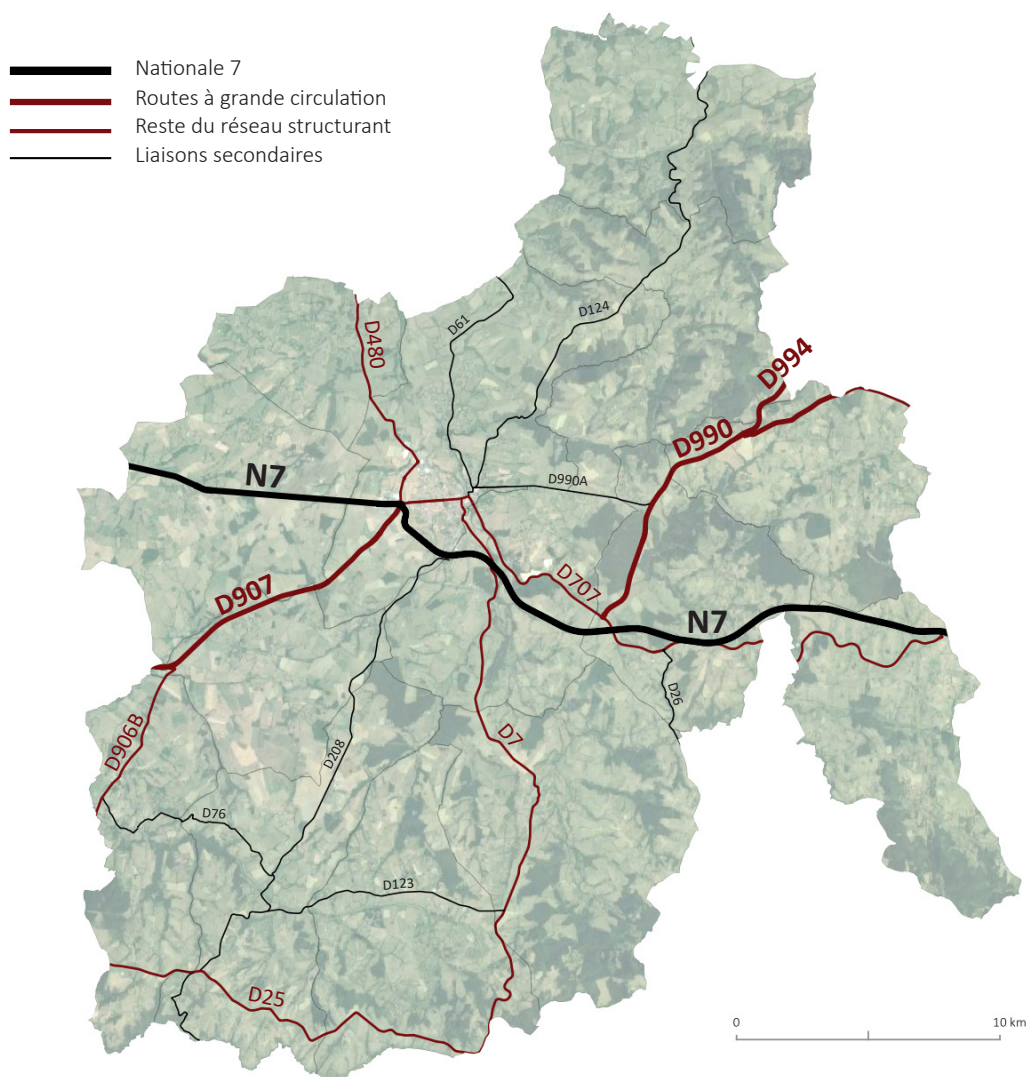 Nationale 7
Routes à grande circulation
Reste du réseau structurant
Liaisons secondaires
D61
D124
D480
D994
D990
N7
D990A
D907
D707
N7
D26
D906B
D208
D7
D76
D123
D25
0
10 km